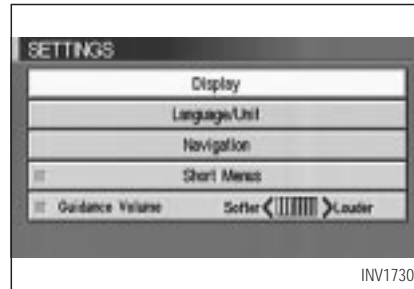 SETTINGS
Display
Language/Unit
Navigation
Short Menus
Guidance Volume Softer Louder
INV1730